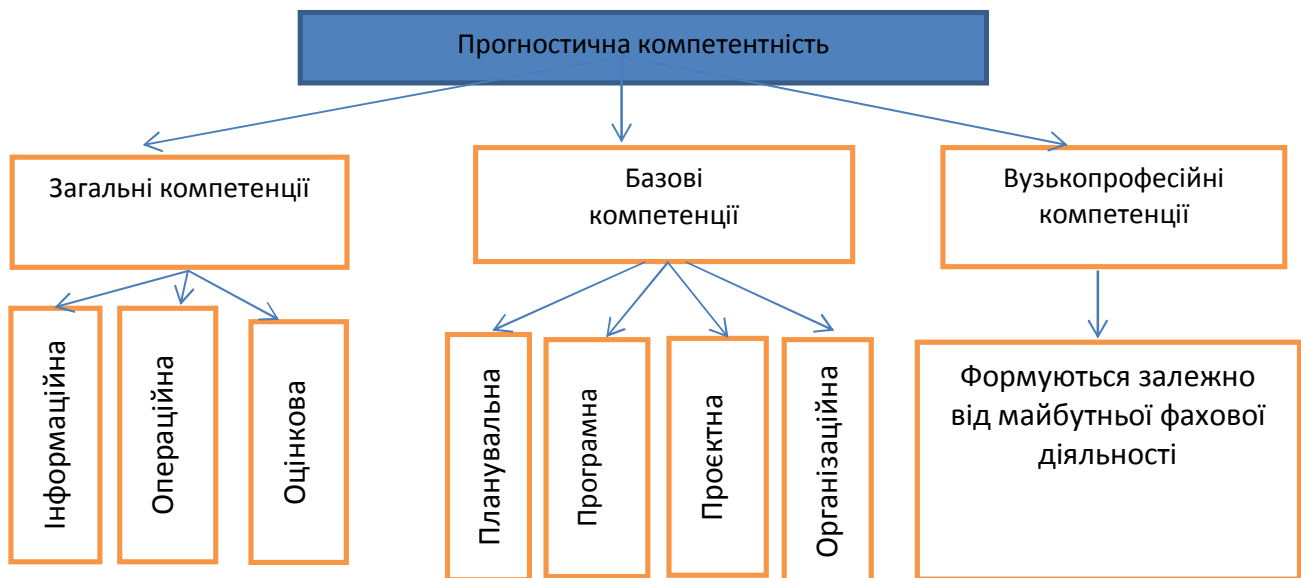 Прогностична компетентність
Загальні компетенції
Базові
компетенції
Вузькопрофесійні
компетенції
Інформаційна
Операційна
Оцінкова
Планувальна
Програмна
Проєктна
Організаційна
Формуються залежно
від майбутньої фахової
діяльності